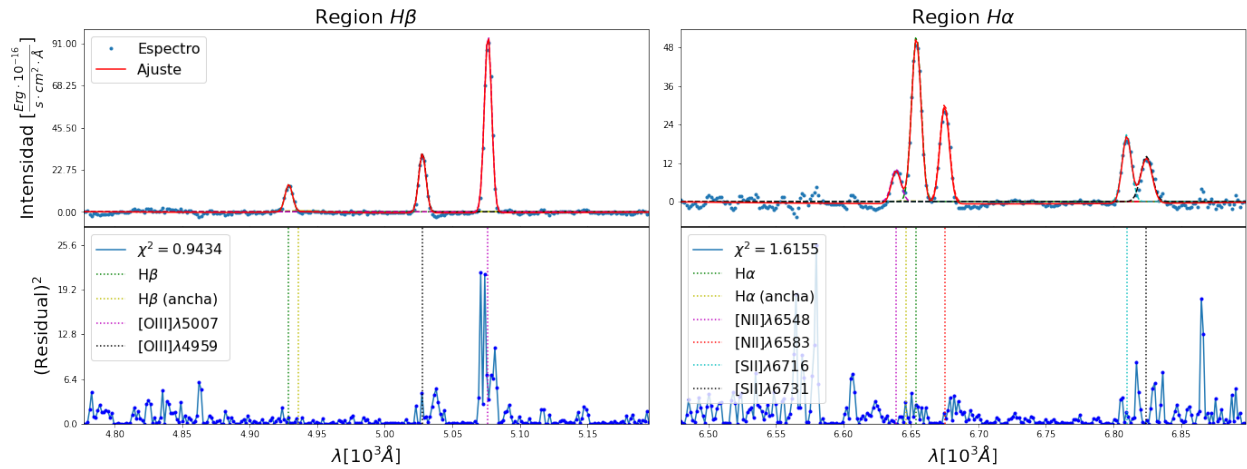 Region Hβ
Intensidad [Erg·10⁻¹⁶ / s·cm²·Å]
91.00
68.25
45.50
22.75
0.00
Espectro
Ajuste
Region Hα
48
36
24
12
0
(Residual)²
25.6
19.2
12.8
6.4
0.0
χ² = 0.9434
Hβ
Hβ (ancha)
[OIII]λ5007
[OIII]λ4959
4.80 4.85 4.90 4.95 5.00 5.05 5.10 5.15
λ[10³Å]
χ² = 1.6155
Hα
Hα (ancha)
[NII]λ6548
[NII]λ6583
[SII]λ6716
[SII]λ6731
6.50 6.55 6.60 6.65 6.70 6.75 6.80 6.85
λ[10³Å]